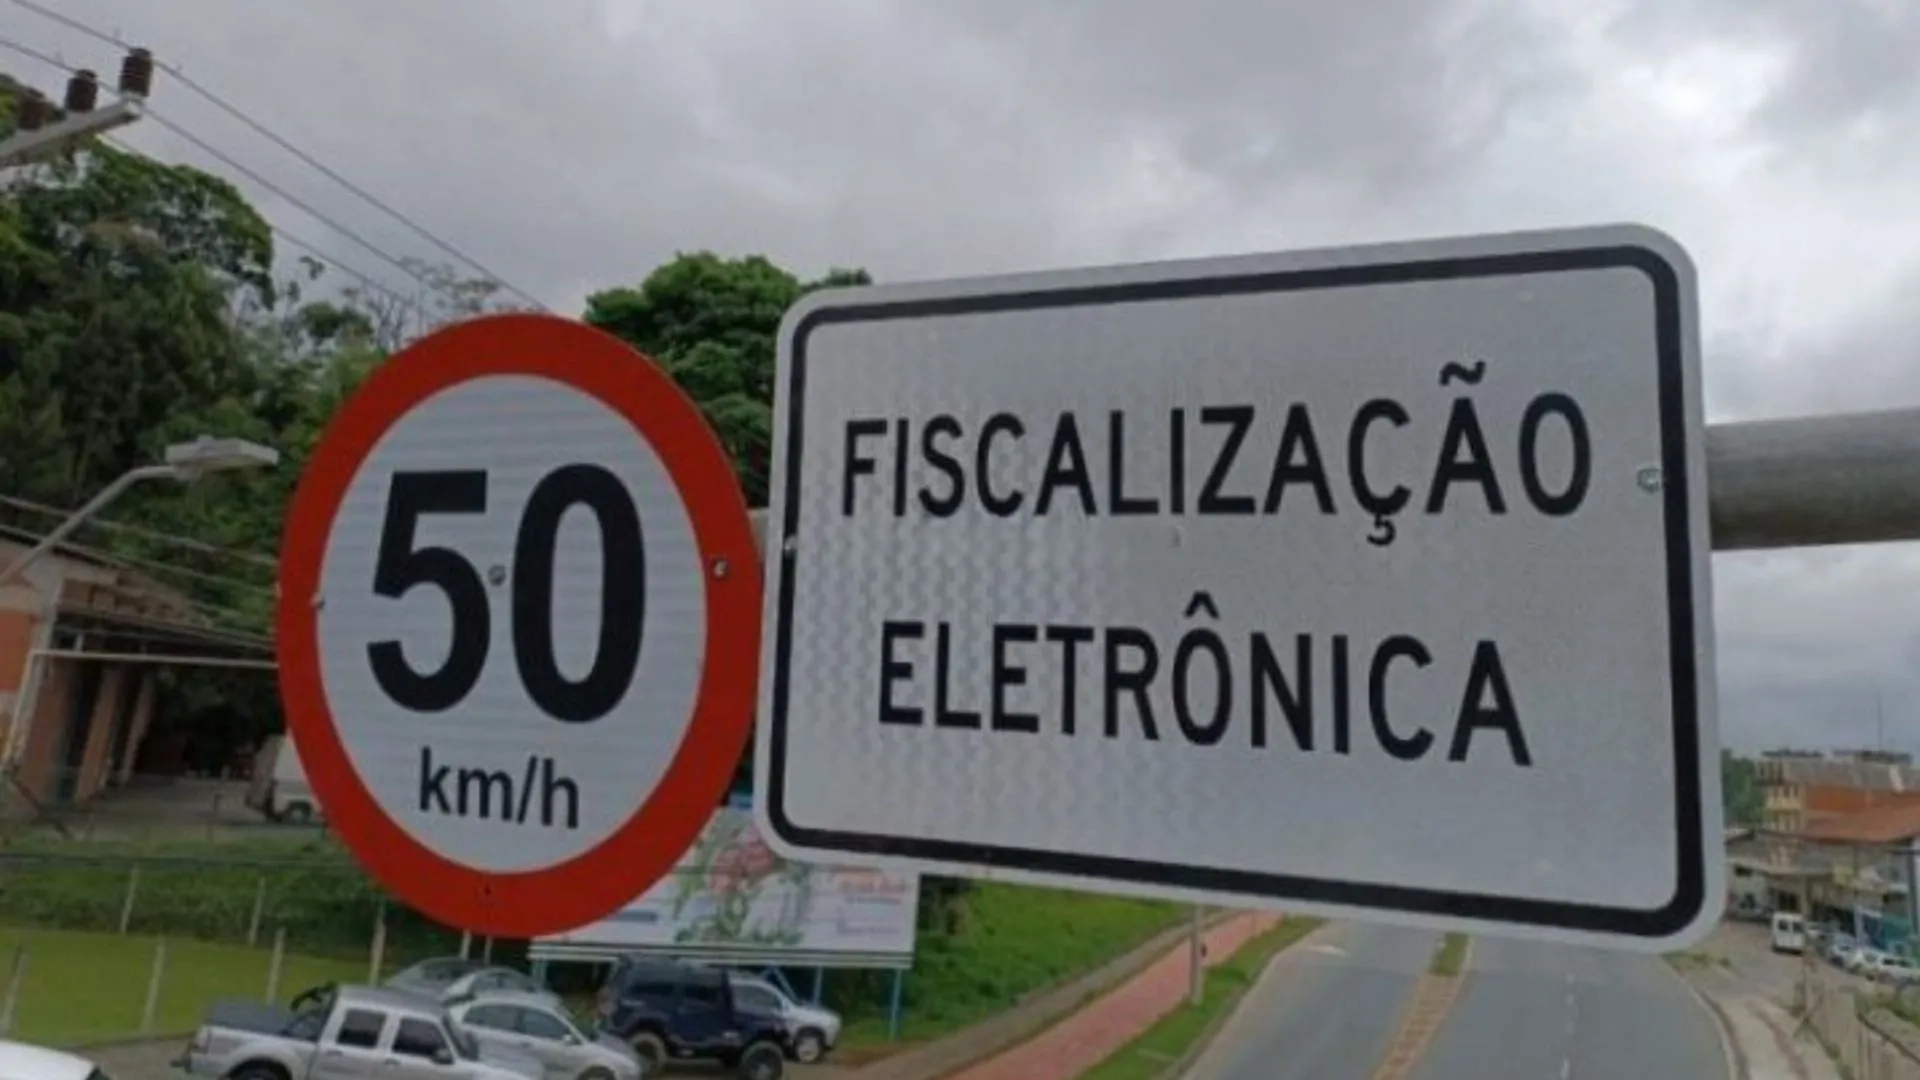 50
km/h
FISCALIZAÇÃO
ELETRÔNICA